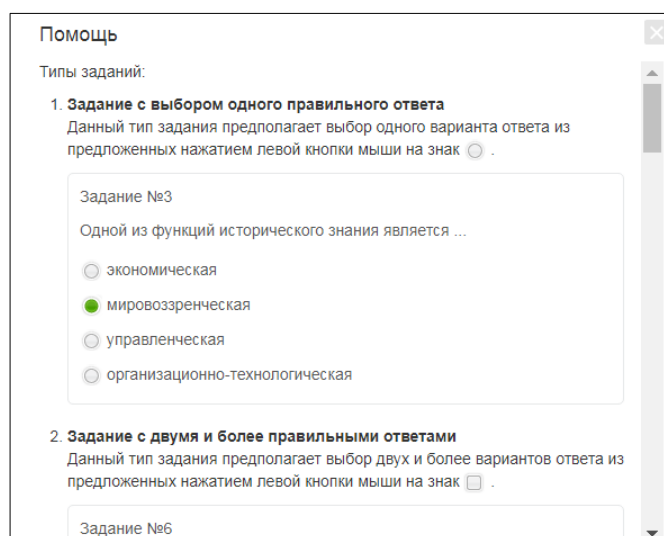 Помощь
Типы заданий:
1. Задание с выбором одного правильного ответа
Данный тип задания предполагает выбор одного варианта ответа из
предложенных нажатием левой кнопки мыши на знак .
Задание №3
Одной из функций исторического знания является ...
экономическая
мировоззренческая
управленческая
организационно-технологическая
2. Задание с двумя и более правильными ответами
Данный тип задания предполагает выбор двух и более вариантов ответа из
предложенных нажатием левой кнопки мыши на знак .
Задание №6